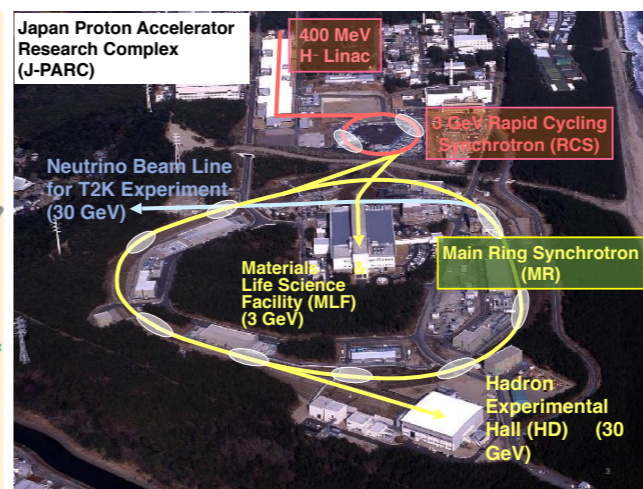 Japan Proton Accelerator
Research Complex
(J-PARC)
400 MeV
H- Linac
3 GeV Rapid Cycling
Synchrotron (RCS)
Neutrino Beam Line
for T2K Experiment
(30 GeV)
Main Ring Synchrotron
(MR)
Materials
Life Science
Facility (MLF)
(3 GeV)
Hadron
Experimental
Hall (HD) (30
GeV)
3